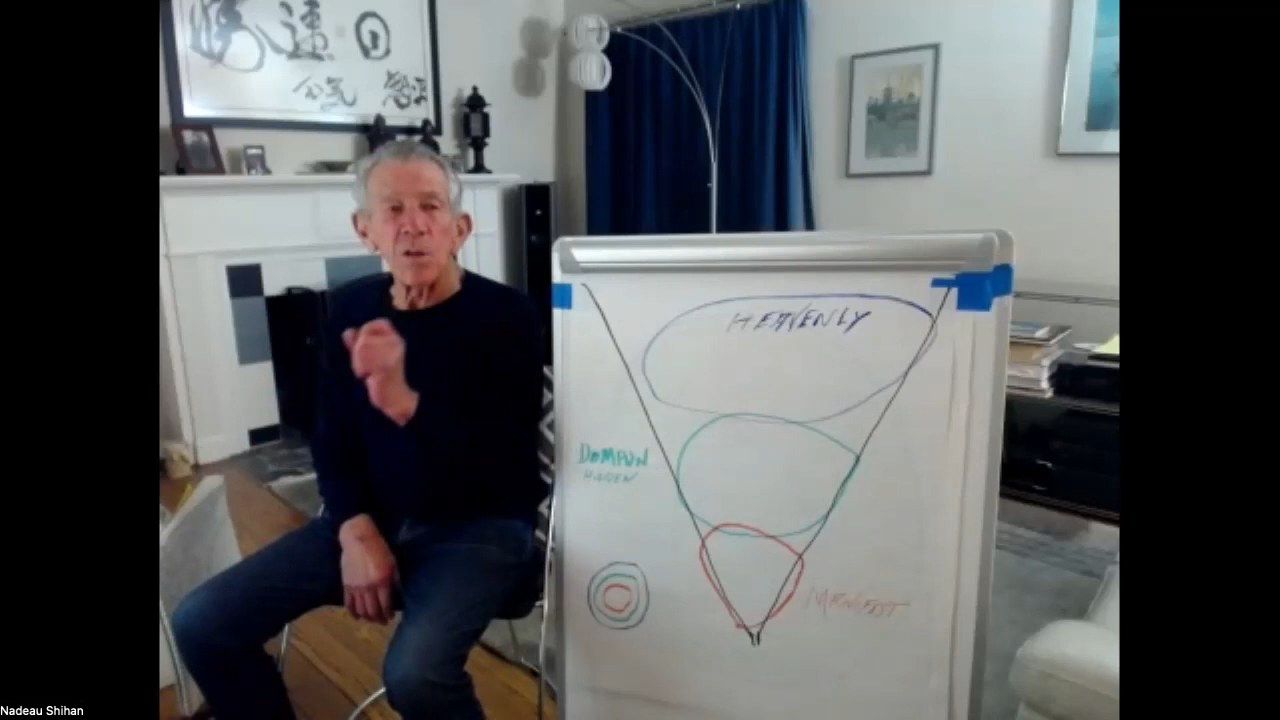 HEAVENLY
DOMAIN
HIDDEN
MANIFEST
Nadeau Shihan